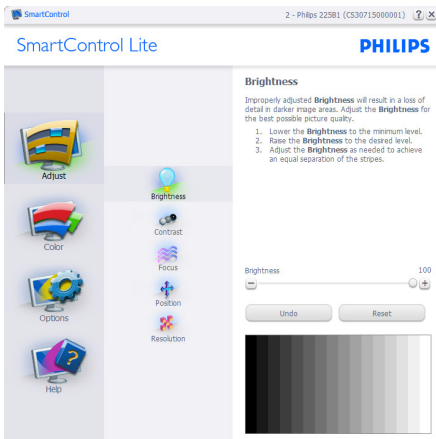 SmartControl
2 - Philips 225B1 (CS30715000001)
SmartControl Lite
PHILIPS
Adjust
Color
Options
Help
Brightness
Contrast
Focus
Position
Resolution
Brightness
Improperly adjusted Brightness will result in a loss of
detail in darker image areas. Adjust the Brightness for
the best possible picture quality.
1. Lower the Brightness to the minimum level.
2. Raise the Brightness to the desired level.
3. Adjust the Brightness as needed to achieve
an equal separation of the stripes.
Brightness
100
Undo
Reset